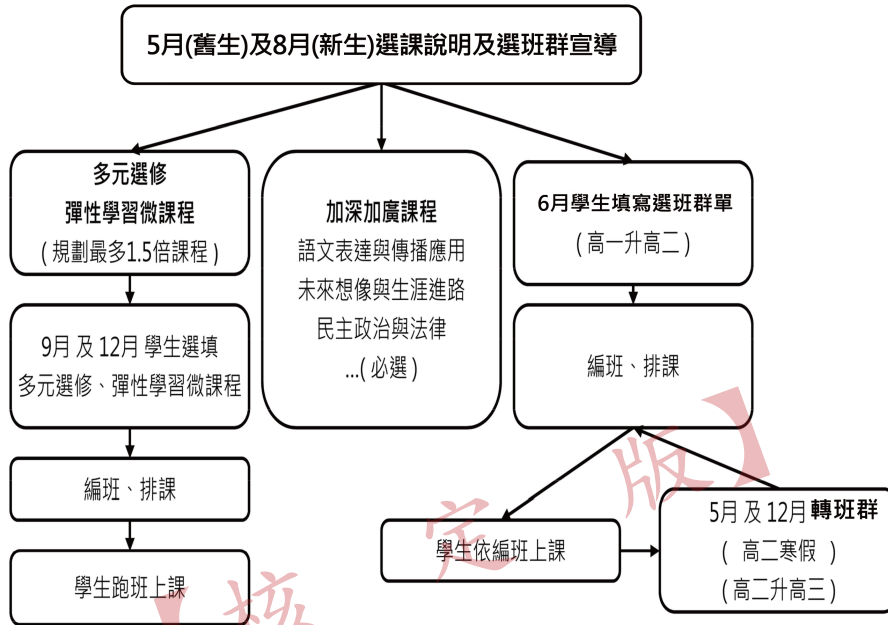 5月(舊生)及8月(新生)選課說明及選班群宣導
多元選修
彈性學習微課程
(規劃最多1.5倍課程)
9月 及 12月 學生選填
多元選修、彈性學習微課程
編班、排課
學生跑班上課
加深加廣課程
語文表達與傳播應用
未來想像與生涯進路
民主政治與法律
...(必選)
6月學生填寫選班群單
(高一升高二)
編班、排課
學生依編班上課
5月 及 12月 轉班群
( 高二寒假 )
(高二升高三)
【核定版】